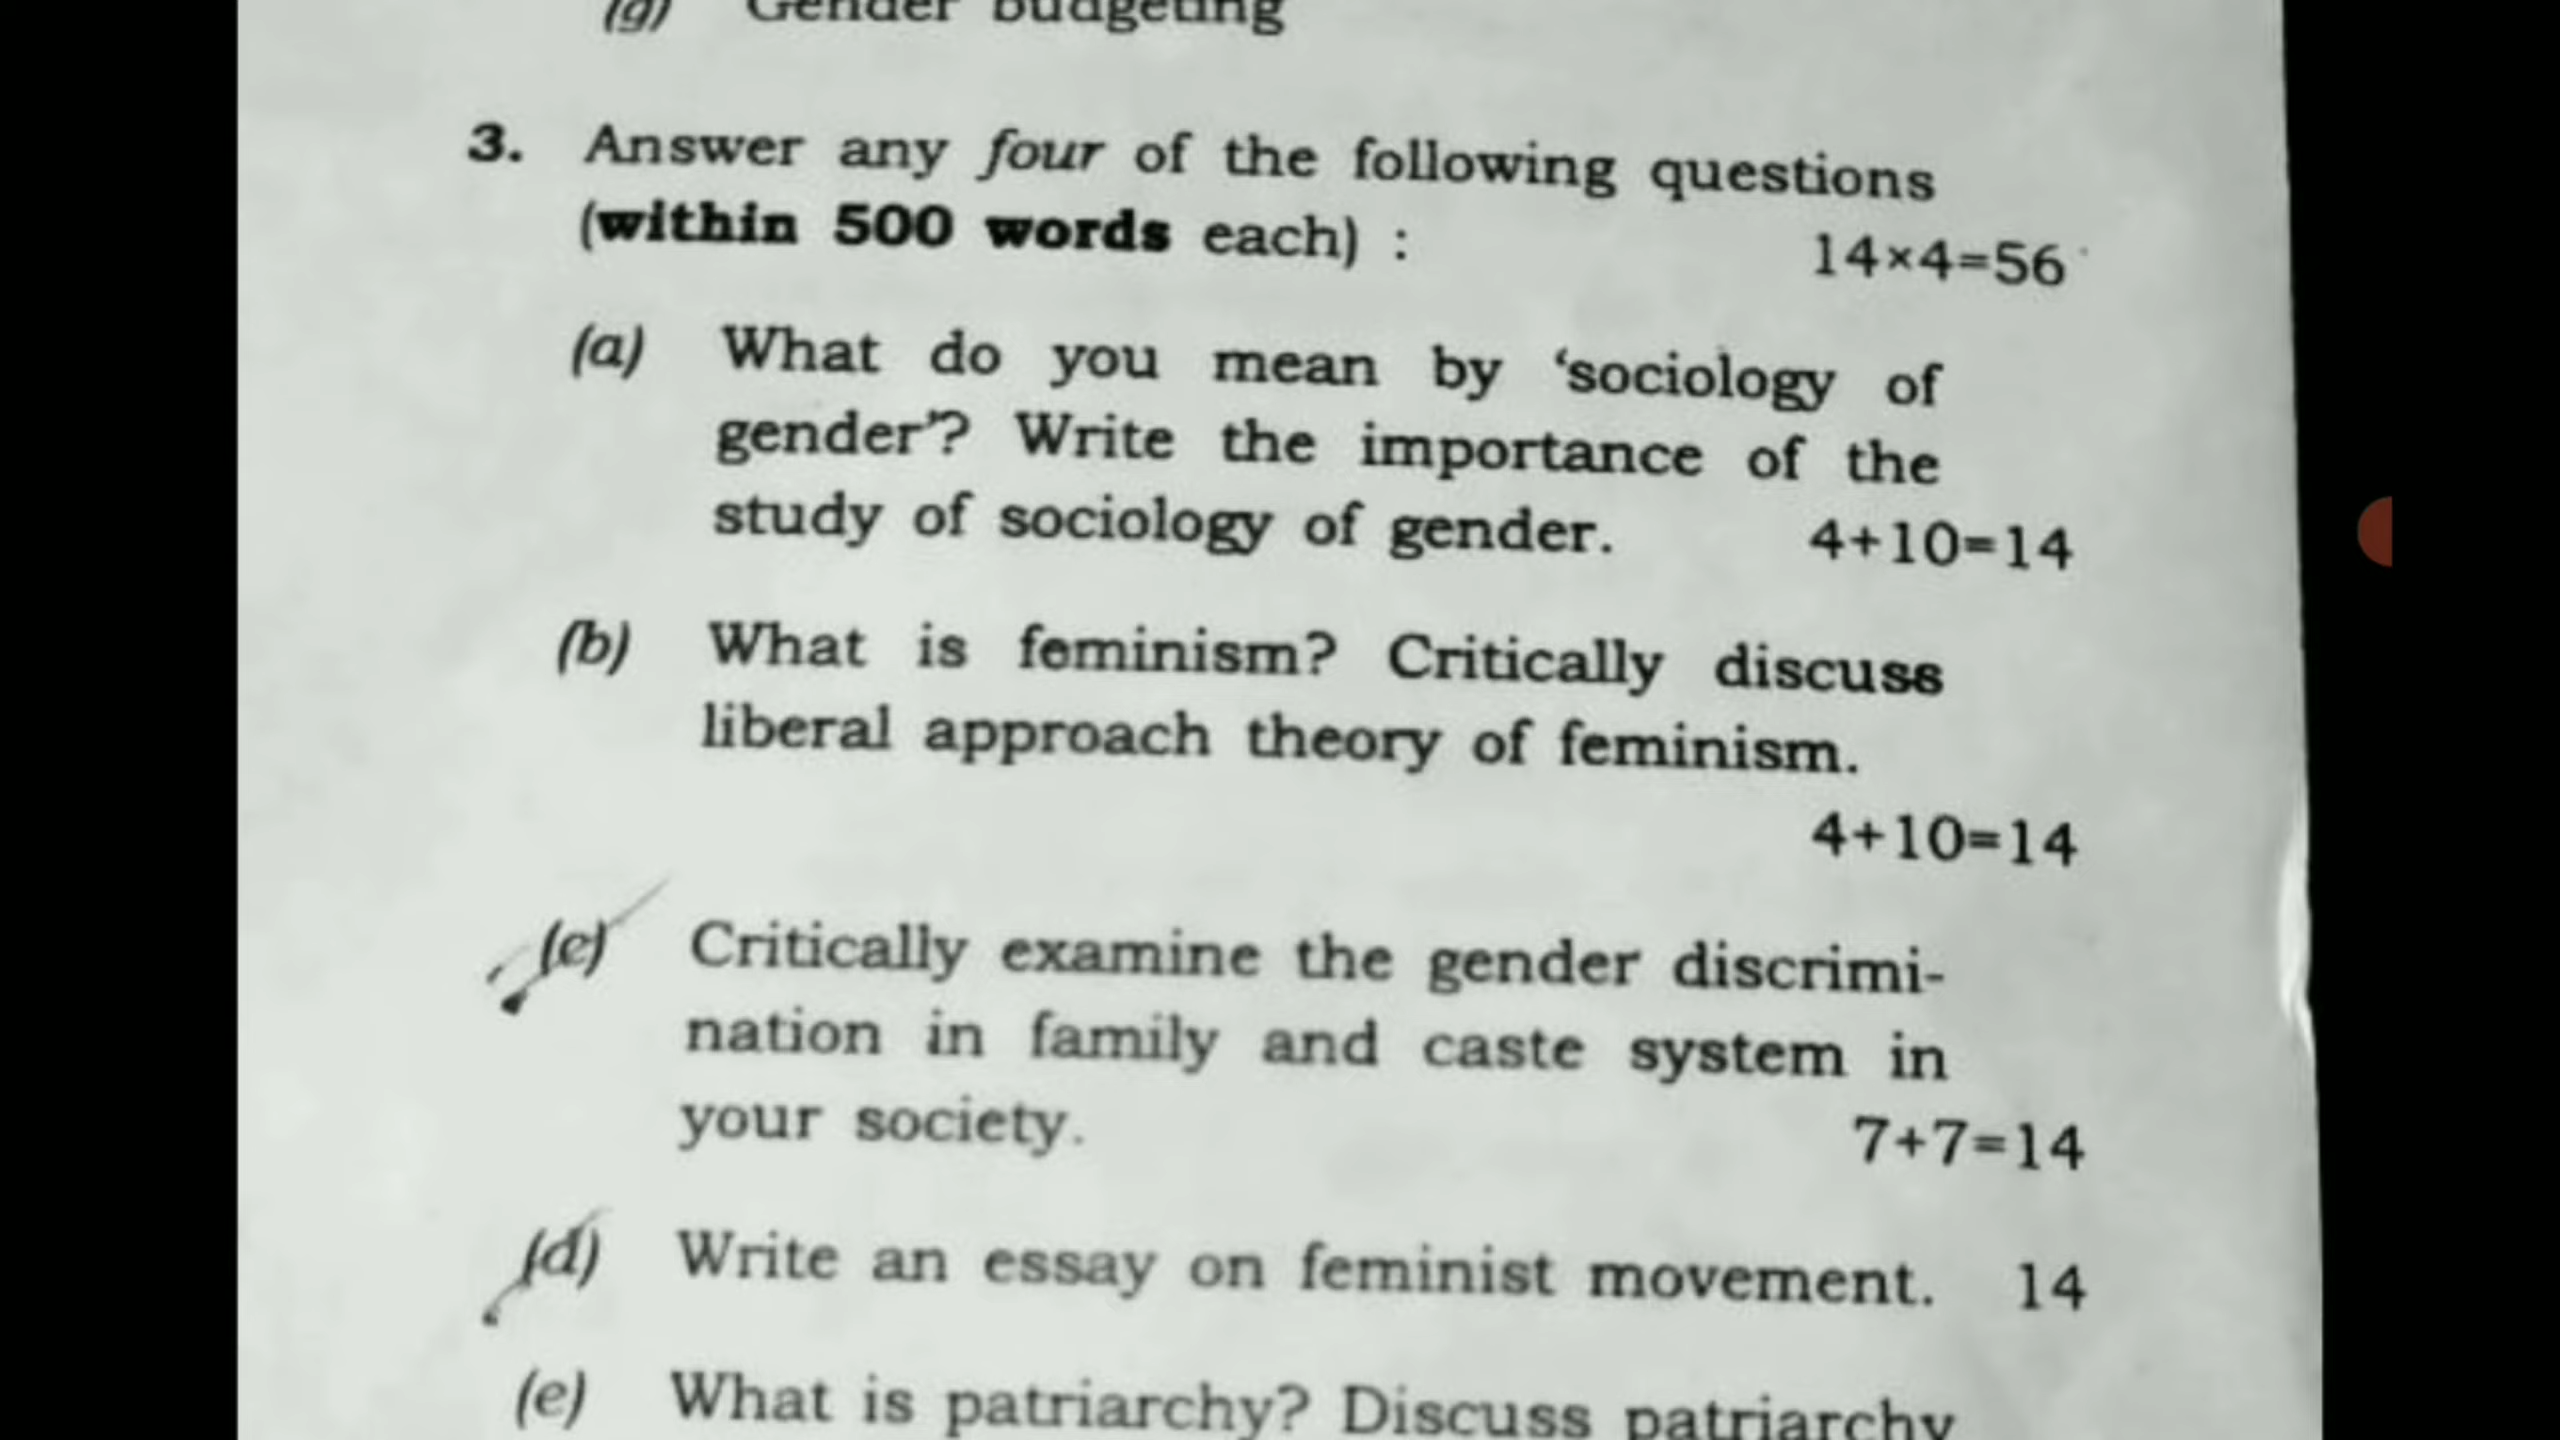 (g) Gender budgeting
3. Answer any four of the following questions
(within 500 words each) : 14×4=56
(a) What do you mean by ‘sociology of
gender’? Write the importance of the
study of sociology of gender. 4+10=14
(b) What is feminism? Critically discuss
liberal approach theory of feminism.
4+10=14
(c) Critically examine the gender discrimi-
nation in family and caste system in
your society. 7+7=14
(d) Write an essay on feminist movement. 14
(e) What is patriarchy? Discuss patriarchy